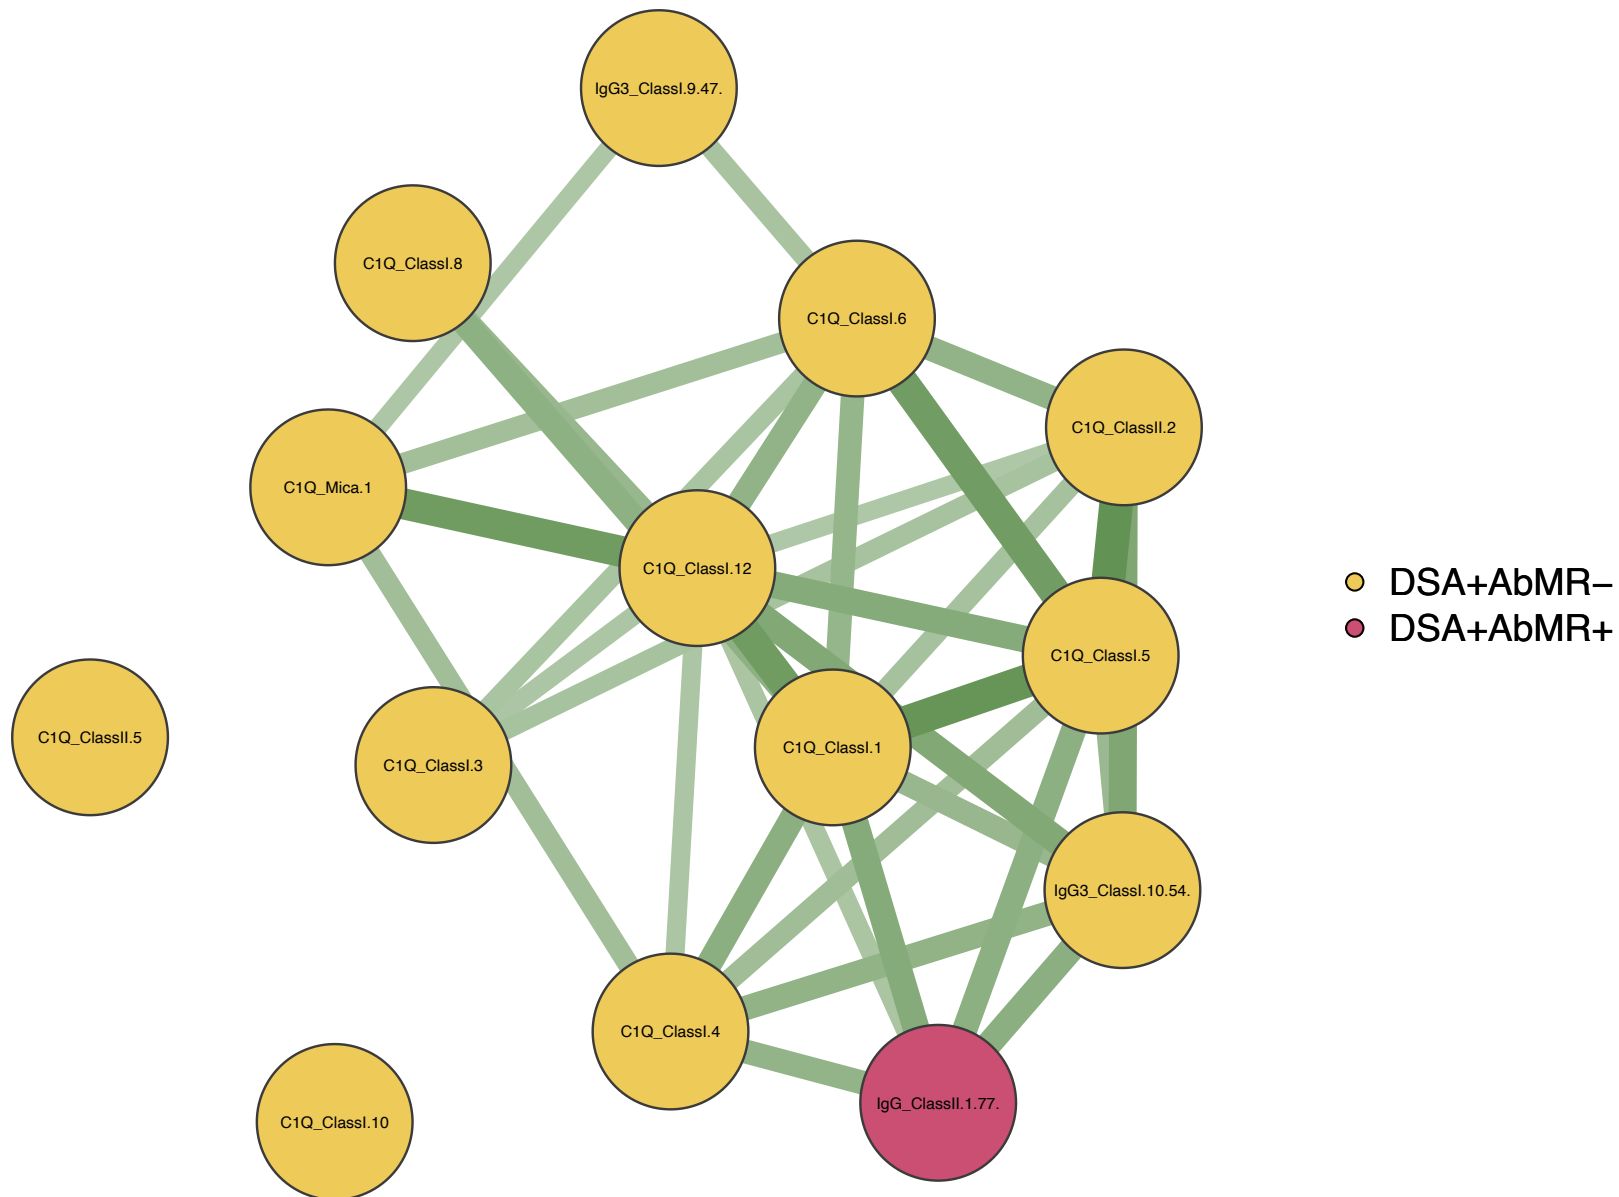 IgG3_ClassI.9.47.
C1Q_ClassI.8
C1Q_ClassI.6
C1Q_ClassII.2
C1Q_Mica.1
C1Q_ClassI.12
DSA+AbMR−
DSA+AbMR+
C1Q_ClassI.5
C1Q_ClassII.5
C1Q_ClassI.3
C1Q_ClassI.1
IgG3_ClassI.10.54.
C1Q_ClassI.4
IgG_ClassII.1.77.
C1Q_ClassI.10